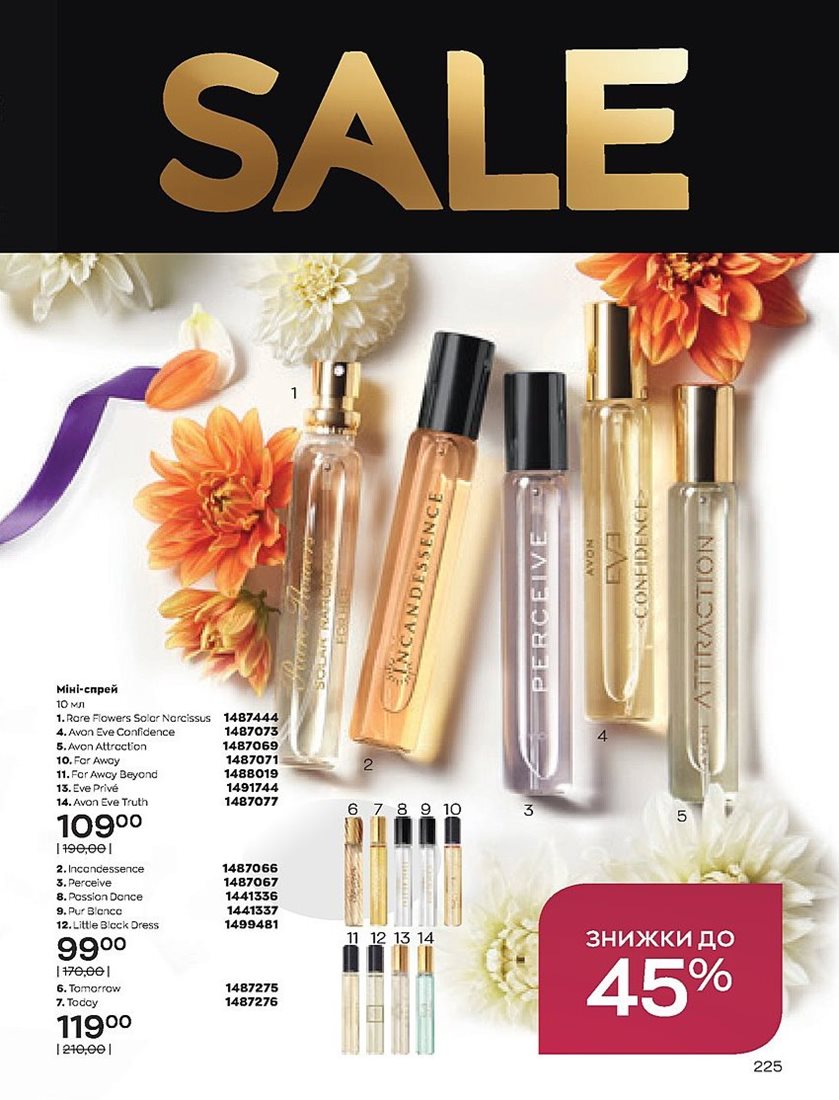 SALE
1
Rare Flowers
SOLAR NARCISSUS
FOR HER
INCANDESSENCE
PERCEIVE
AVON
EVE
CONFIDENCE
AVON
ATTRACTION
2
3
4
5
Міні-спрей
10 мл
1. Rare Flowers Solar Narcissus 1487444
4. Avon Eve Confidence 1487073
5. Avon Attraction 1487069
10. Far Away 1487071
11. Far Away Beyond 1488019
13. Eve Privé 1491744
14. Avon Eve Truth 1487077
109⁰⁰
|190,00|
2. Incandessence 1487066
3. Perceive 1487067
8. Passion Dance 1441336
9. Pur Blanca 1441337
12. Little Black Dress 1499481
99⁰⁰
|170,00|
6. Tomorrow 1487275
7. Today 1487276
119⁰⁰
|210,00|
6 7 8 9 10
11 12 13 14
ЗНИЖКИ ДО
45%
225